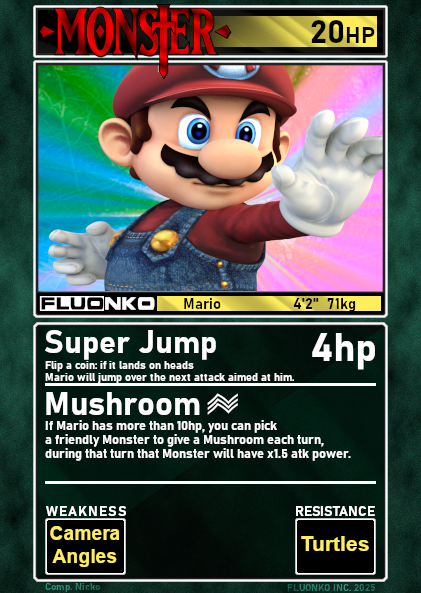 MONSTER
20HP
FLUONKO
Mario
4'2" 71kg
Super Jump
4hp
Flip a coin: if it lands on heads
Mario will jump over the next attack aimed at him.
Mushroom
If Mario has more than 10hp, you can pick
a friendly Monster to give a Mushroom each turn,
during that turn that Monster will have x1.5 atk power.
WEAKNESS
RESISTANCE
Camera
Angles
Turtles
Comp. Nicko
FLUONKO INC. 2025